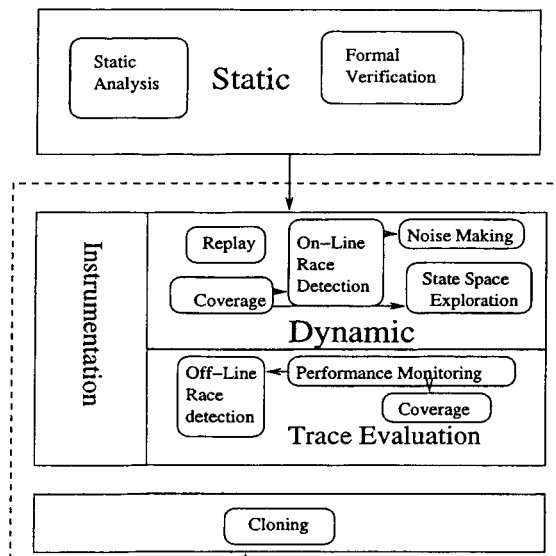 Static
Analysis
Static
Formal
Verification
Instrumentation
Replay
On-Line
Race
Detection
Noise Making
Coverage
State Space
Exploration
Dynamic
Off-Line
Race
detection
Performance Monitoring
Coverage
Trace Evaluation
Cloning